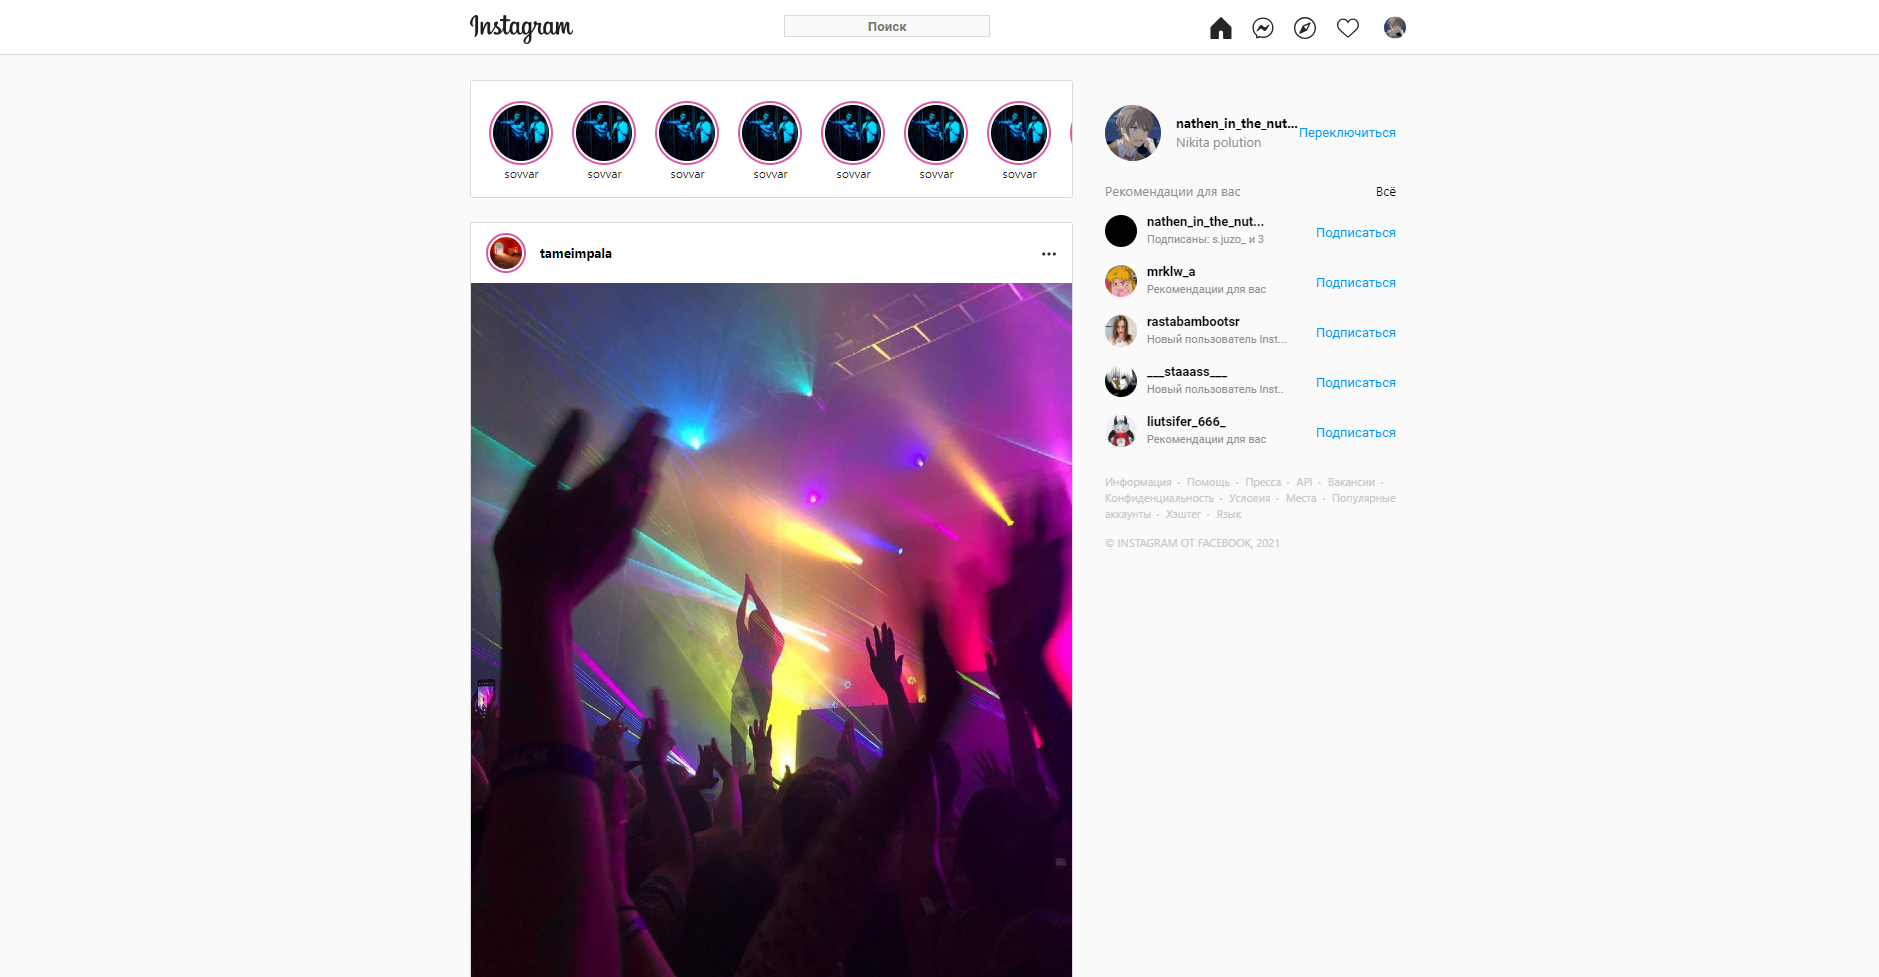 Instagram
Поиск
sovvar sovvar sovvar sovvar sovvar sovvar sovvar
tameimpala
nathen_in_the_nut...
Nikita polution
Переключиться
Рекомендации для вас
Всё
nathen_in_the_nut...
Подписаны: s.juzo_ и 3
Подписаться
mrklw_a
Рекомендации для вас
Подписаться
rastabambootsr
Новый пользователь Inst...
Подписаться
___staaass___
Новый пользователь Inst..
Подписаться
liutsifer_666_
Рекомендации для вас
Подписаться
Информация · Помощь · Пресса · API · Вакансии ·
Конфиденциальность · Условия · Места · Популярные
аккаунты · Хэштег · Язык
© INSTAGRAM ОТ FACEBOOK, 2021